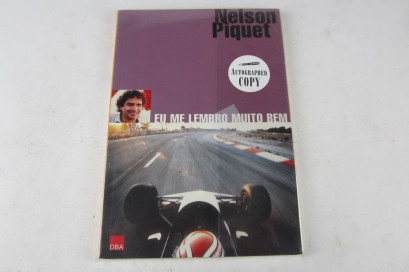 Nelson
Piquet
AUTOGRAPHED
COPY
EU ME LEMBRO MUITO BEM
DBA